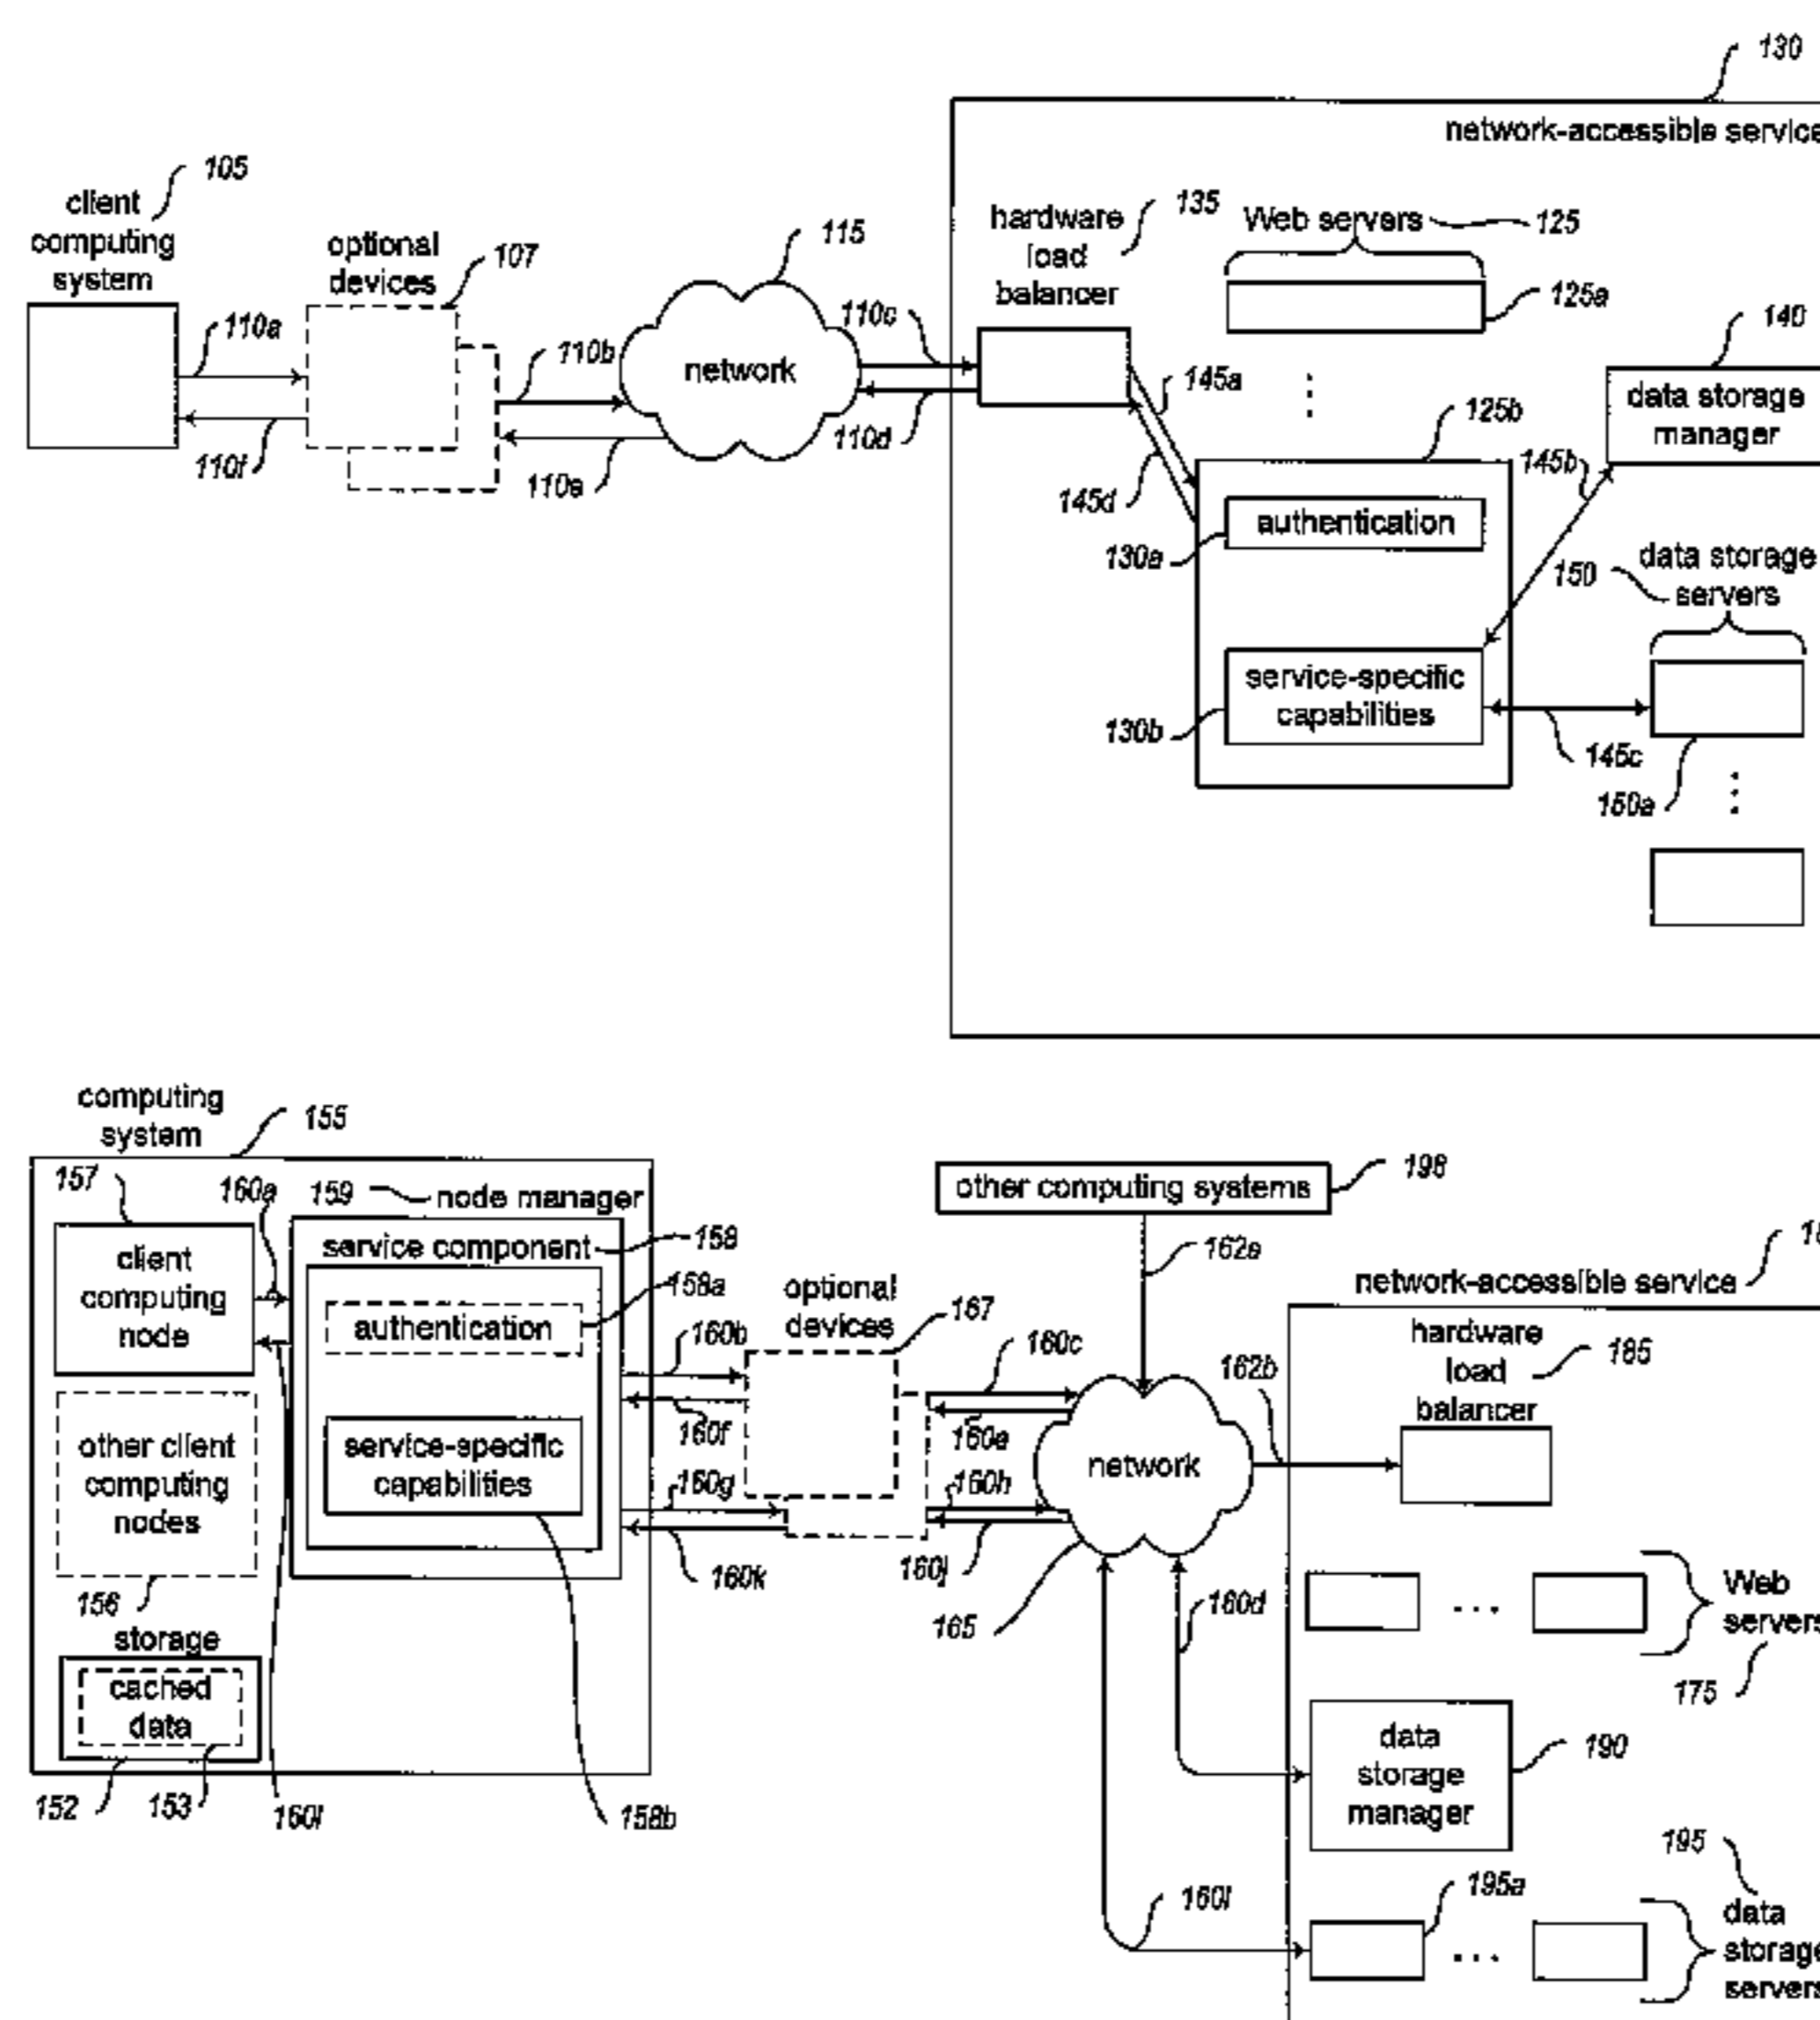 130
network-accessible service
105
client
computing
system
optional
devices
107
115
hardware
load
balancer
135
Web servers
125
125a
140
110a
110b
110c
network
145a
125b
data storage
manager
110f
110e
110d
145d
145b
authentication
130a
150
data storage
servers
service-specific
capabilities
130b
145c
150a
computing
system
155
157
160a
159
node manager
other computing systems
196
client
computing
node
service component
158
162a
158a
authentication
optional
devices
167
network-accessible service
160b
160c
162b
hardware
load
balancer
185
other client
computing
nodes
service-specific
capabilities
160f
160e
network
160g
160h
156
160k
160j
165
160d
Web
servers
175
storage
cached
data
152
153
160l
158b
data
storage
manager
190
195
195a
160i
data
storage
servers